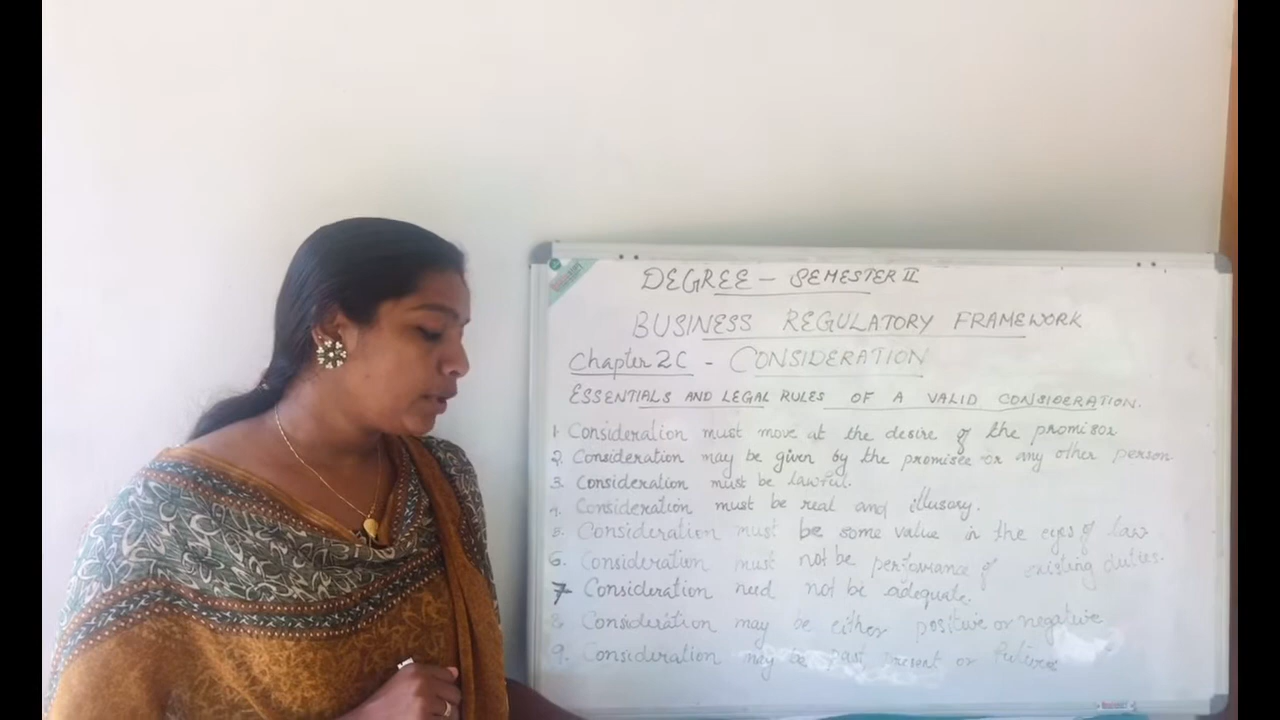 DEGREE - SEMESTER II
BUSINESS REGULATORY FRAMEWORK
Chapter 2C - CONSIDERATION
ESSENTIALS AND LEGAL RULES OF A VALID CONSIDERATION.
1. Consideration must move at the desire of the promisor
2. Consideration may be given by the promisee or any other person
3. Consideration must be lawful.
4. Consideration must be real and illusory.
5. Consideration must be some value in the eyes of law
6. Consideration must not be of existing duties.
7 Consideration need not be adequate.
8. Consideration may be either positive or negative
9. Consideration may be past present or future